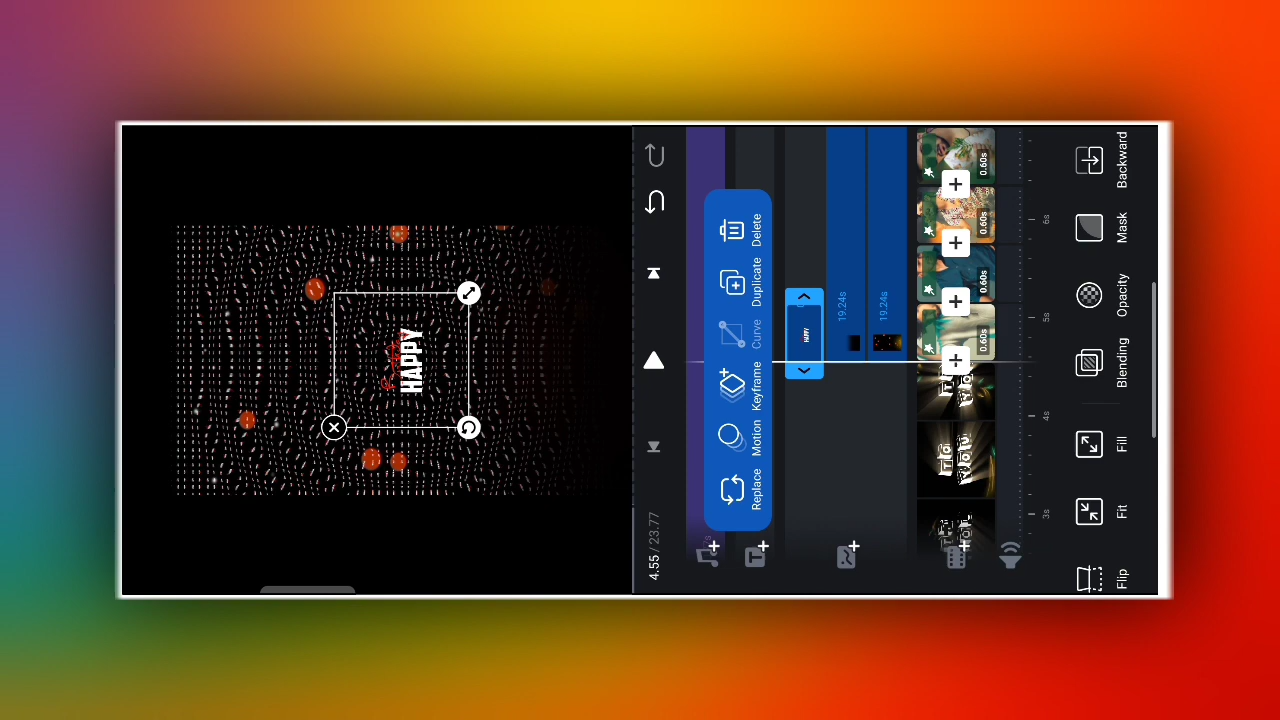 HAPPY
4.55 / 23.77
Replace
Motion
Keyframe
Curve
Duplicate
Delete
HAPPY
19.24s
19.24s
0.60s
0.60s
0.60s
0.60s
3s
4s
5s
6s
Flip
Fit
Fill
Blending
Opacity
Mask
Backward